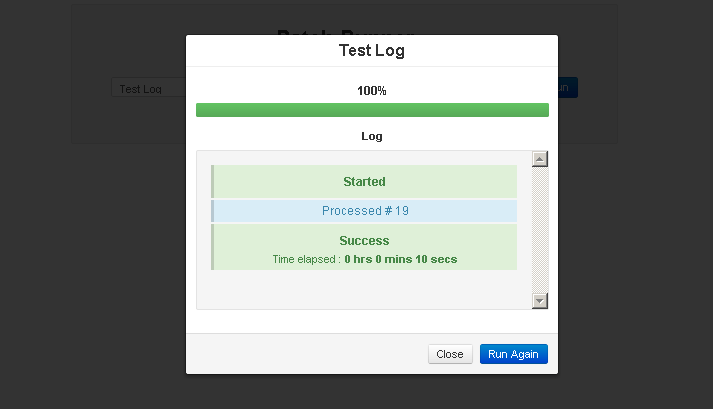 Test Log
100%
Log
Started
Processed # 19
Success
Time elapsed : 0 hrs 0 mins 10 secs
Close
Run Again
Test Log